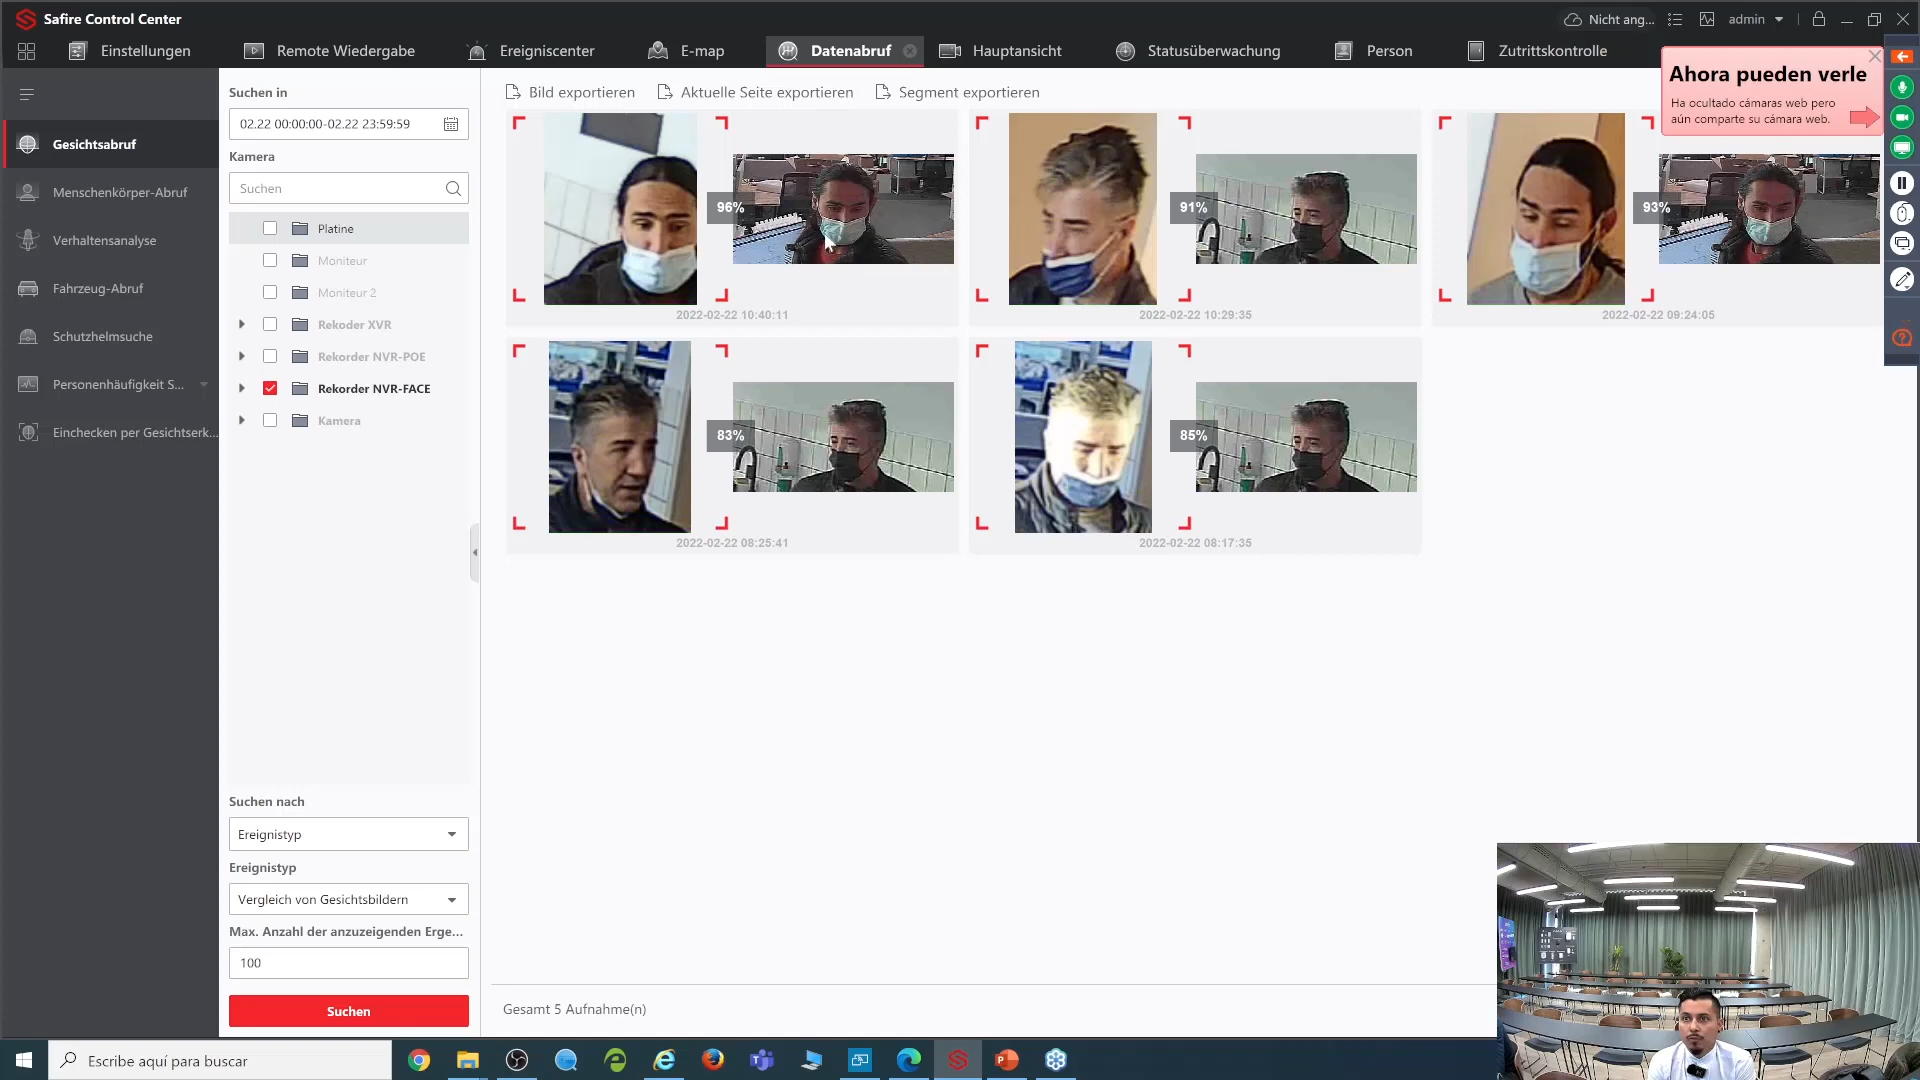 Safire Control Center
Nicht ang...
admin
Einstellungen
Remote Wiedergabe
Ereigniscenter
E-map
Datenabruf
Hauptansicht
Statusüberwachung
Person
Zutrittskontrolle
Ahora pueden verle
Ha ocultado cámaras web pero
aún comparte su cámara web.
Gesichtsabruf
Menschenkörper-Abruf
Verhaltensanalyse
Fahrzeug-Abruf
Schutzhelmsuche
Personenhäufigkeit S...
Einchecken per Gesichtserk...
Suchen in
02.22 00:00:00-02.22 23:59:59
Kamera
Suchen
Platine
Moniteur
Moniteur 2
Rekoder XVR
Rekorder NVR-POE
Rekorder NVR-FACE
Kamera
Suchen nach
Ereignistyp
Ereignistyp
Vergleich von Gesichtsbildern
Max. Anzahl der anzuzeigenden Erge...
100
Suchen
Bild exportieren
Aktuelle Seite exportieren
Segment exportieren
96%
2022-02-22 10:40:11
91%
2022-02-22 10:29:35
93%
2022-02-22 09:24:05
83%
2022-02-22 08:25:41
85%
2022-02-22 08:17:35
Gesamt 5 Aufnahme(n)
Escribe aquí para buscar